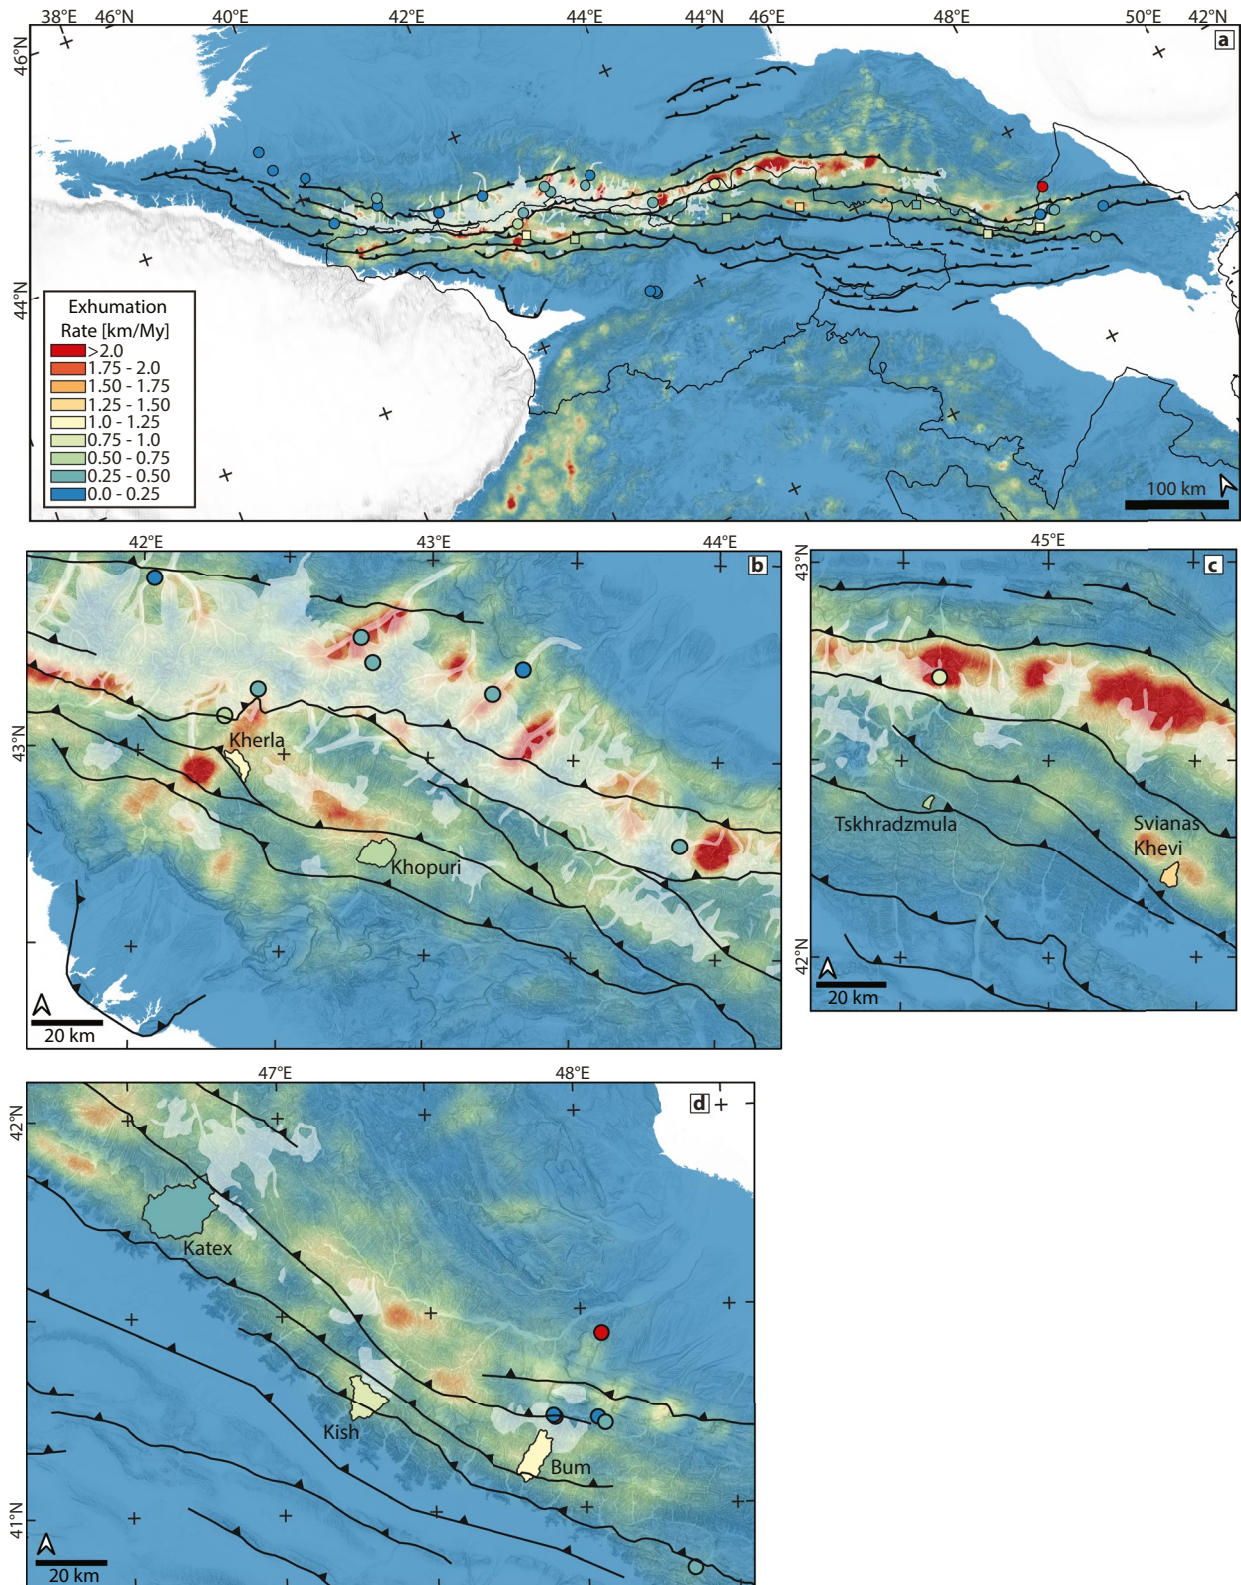 38°E 46°N 40°E 42°E 44°E 44°N 46°E 48°E 50°E 42°N
a
46°N
44°N
Exhumation
Rate [km/My]
>2.0
1.75 - 2.0
1.50 - 1.75
1.25 - 1.50
1.0 - 1.25
0.75 - 1.0
0.50 - 0.75
0.25 - 0.50
0.0 - 0.25
100 km
42°E 43°E 44°E
b
43°N
Kherla
Khopuri
20 km
45°E
c
43°N
Tskhradzmula
Svianas
Khevi
42°N
20 km
47°E 48°E
d
42°N
Katex
Kish
Bum
41°N
20 km